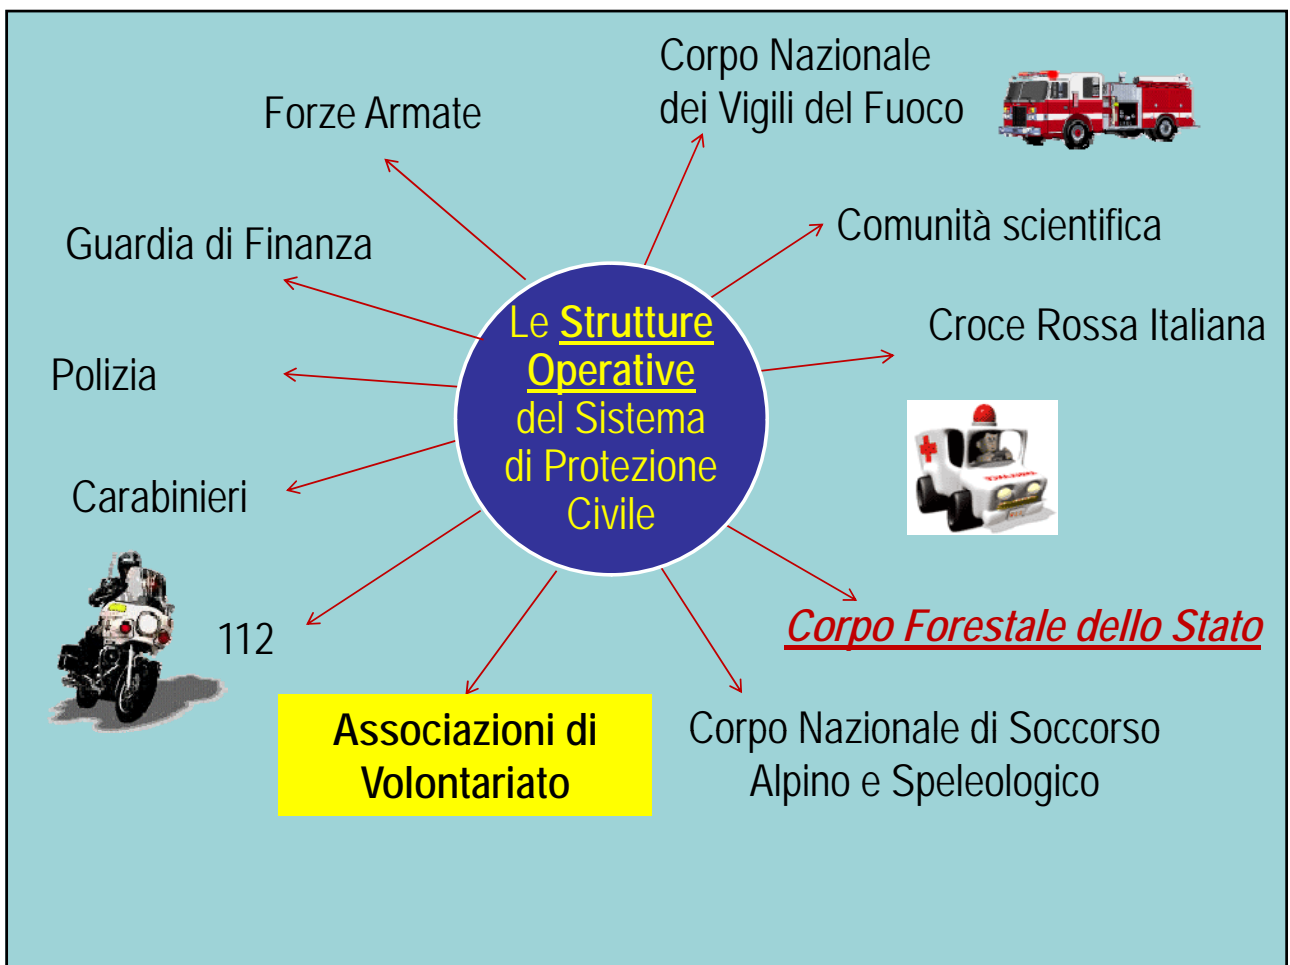 Corpo Nazionale
dei Vigili del Fuoco
Forze Armate
Comunità scientifica
Guardia di Finanza
Croce Rossa Italiana
Le Strutture
Operative
del Sistema
di Protezione
Civile
Polizia
Carabinieri
112
Corpo Forestale dello Stato
Associazioni di
Volontariato
Corpo Nazionale di Soccorso
Alpino e Speleologico